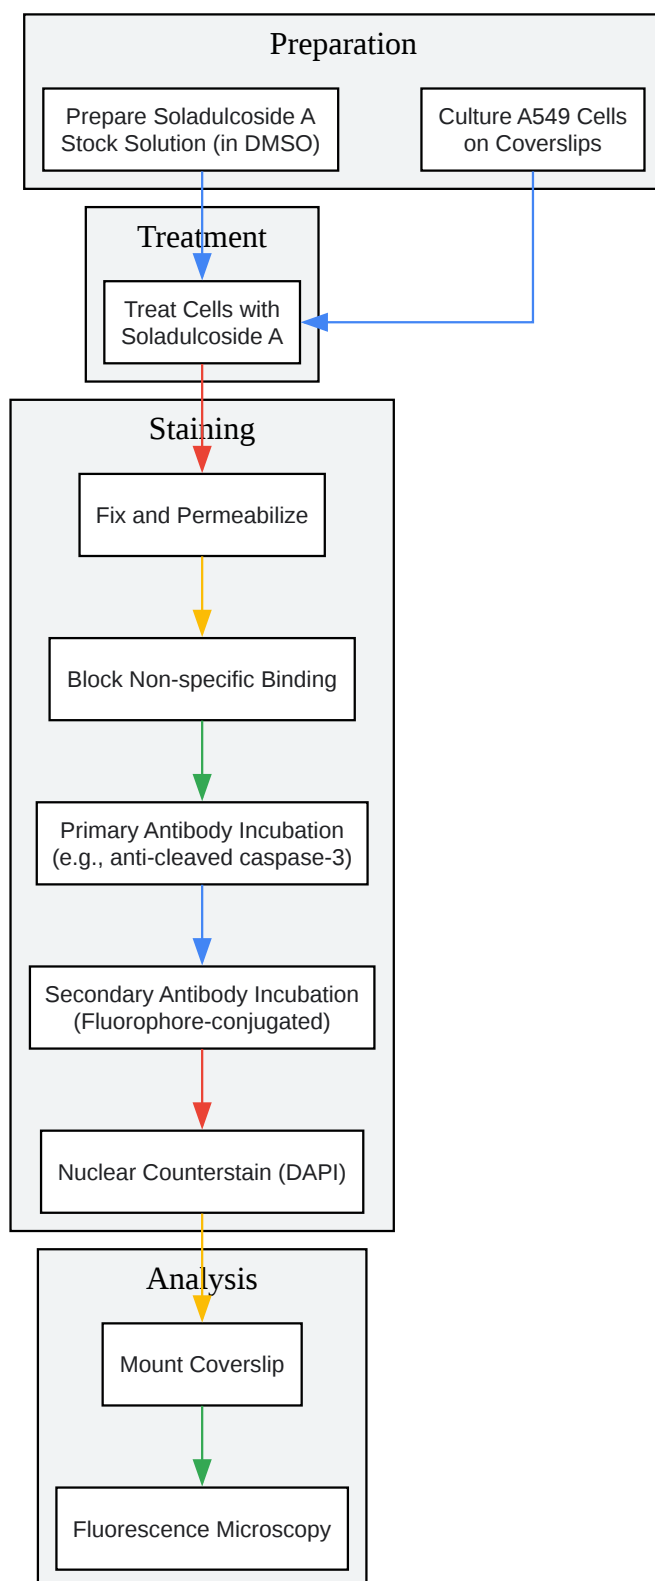 Preparation
Prepare Soladulcoside A
Stock Solution (in DMSO)
Culture A549 Cells
on Coverslips
Treatment
Treat Cells with
Soladulcoside A
Staining
Fix and Permeabilize
Block Non-specific Binding
Primary Antibody Incubation
(e.g., anti-cleaved caspase-3)
Secondary Antibody Incubation
(Fluorophore-conjugated)
Nuclear Counterstain (DAPI)
Analysis
Mount Coverslip
Fluorescence Microscopy